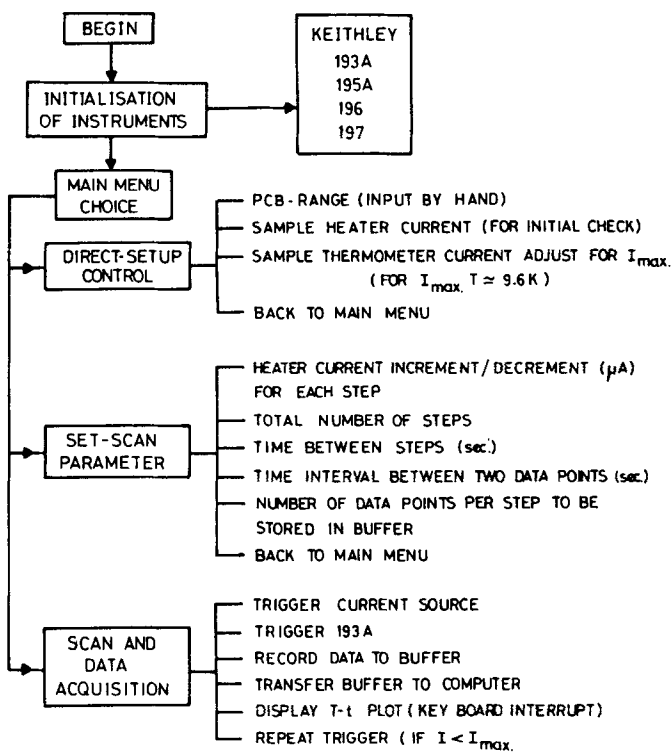 BEGIN
INITIALISATION
OF INSTRUMENTS
KEITHLEY
193A
195A
196
197
MAIN MENU
CHOICE
DIRECT-SETUP
CONTROL
PCB-RANGE (INPUT BY HAND)
SAMPLE HEATER CURRENT (FOR INITIAL CHECK)
SAMPLE THERMOMETER CURRENT ADJUST FOR Imax.
(FOR Imax. T ≃ 9.6K)
BACK TO MAIN MENU
SET-SCAN
PARAMETER
HEATER CURRENT INCREMENT/DECREMENT (μA)
FOR EACH STEP
TOTAL NUMBER OF STEPS
TIME BETWEEN STEPS (sec.)
TIME INTERVAL BETWEEN TWO DATA POINTS (sec.)
NUMBER OF DATA POINTS PER STEP TO BE
STORED IN BUFFER
BACK TO MAIN MENU
SCAN AND
DATA
ACQUISITION
TRIGGER CURRENT SOURCE
TRIGGER 193A
RECORD DATA TO BUFFER
TRANSFER BUFFER TO COMPUTER
DISPLAY T-t PLOT (KEY BOARD INTERRUPT)
REPEAT TRIGGER (IF I < Imax.